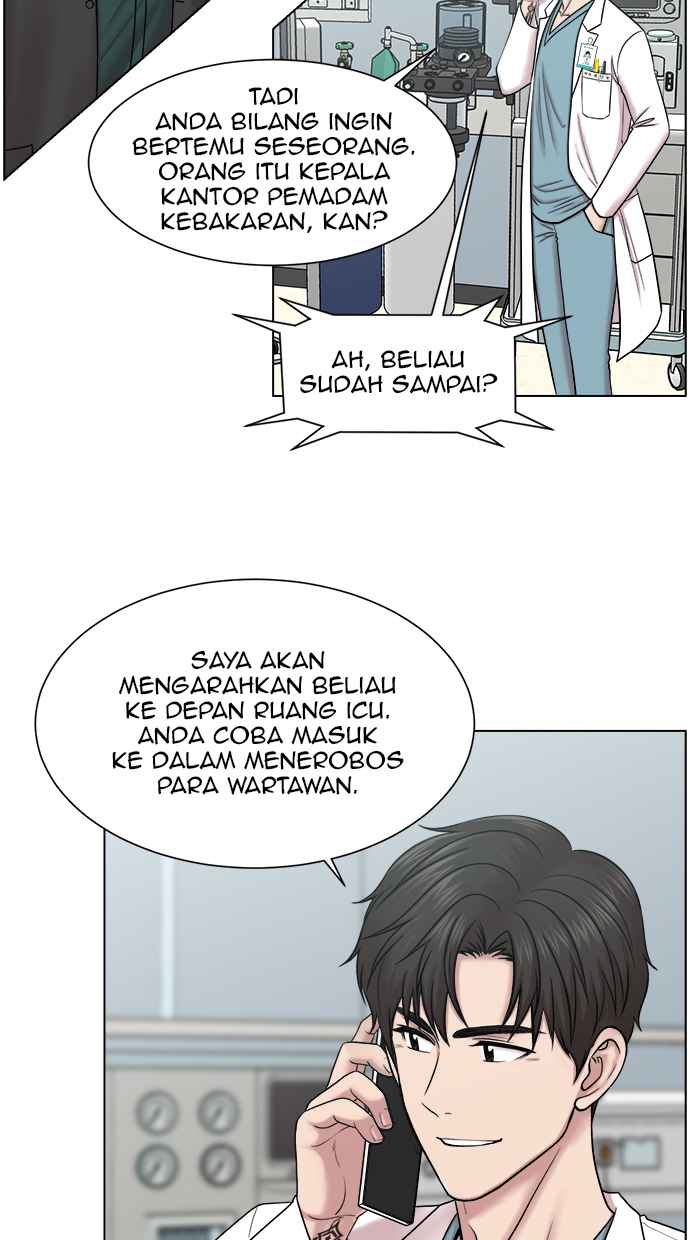 TADI
ANDA BILANG INGIN
BERTEMU SESEORANG.
ORANG ITU KEPALA
KANTOR PEMADAM
KEBAKARAN, KAN?
AH, BELIAU
SUDAH SAMPAI?
SAYA AKAN
MENGARAHKAN BELIAU
KE DEPAN RUANG ICU.
ANDA COBA MASUK
KE DALAM MENEROBOS
PARA WARTAWAN.